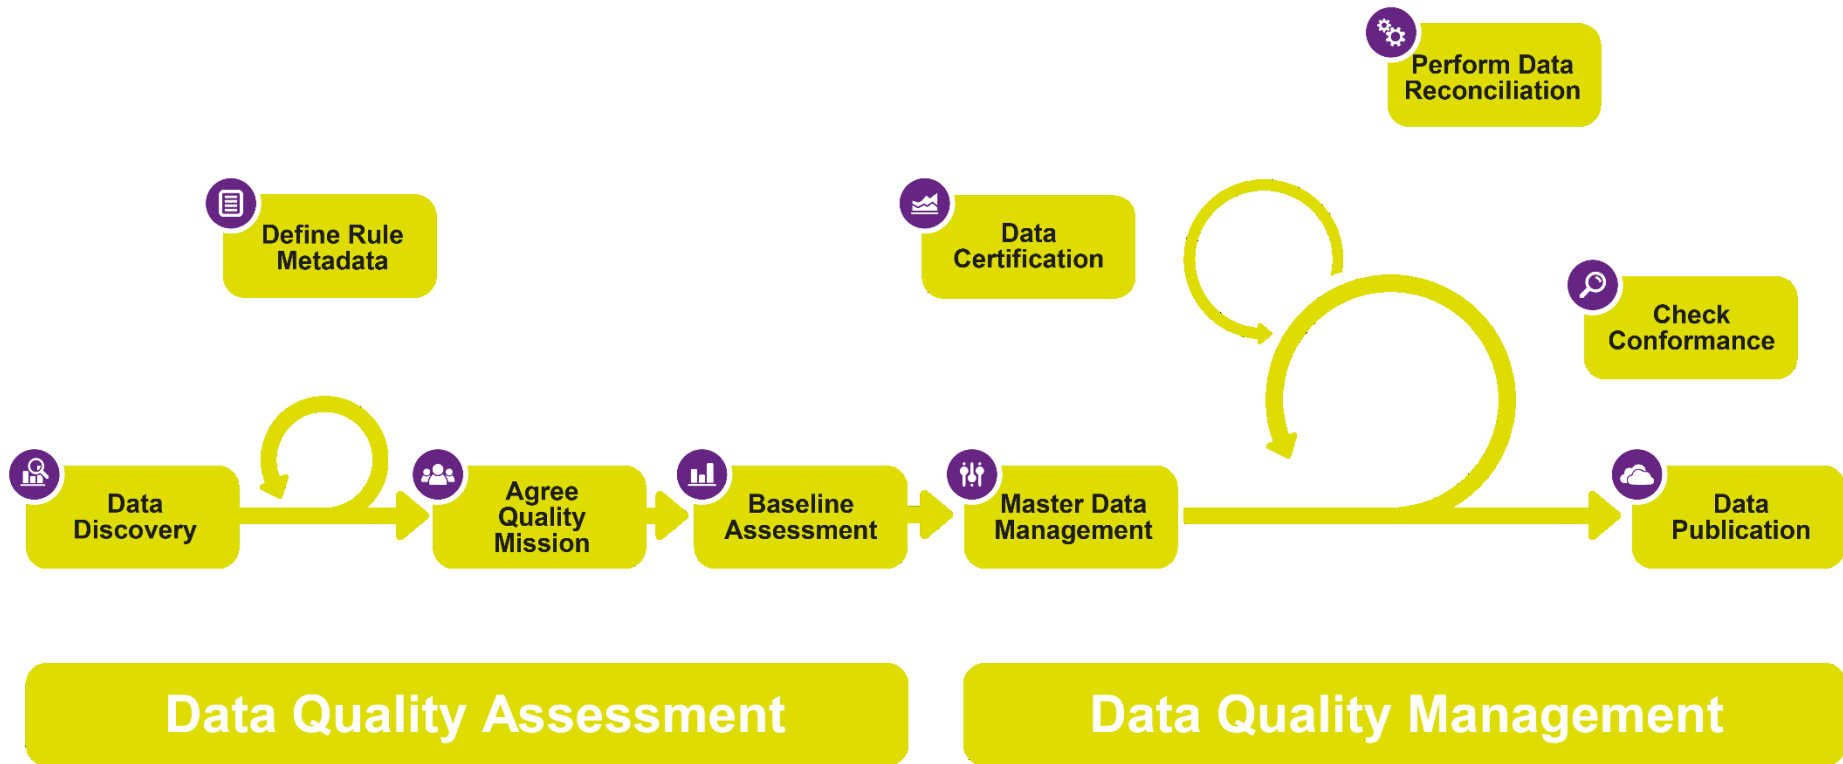 Perform Data
Reconciliation
Define Rule
Metadata
Data
Certification
Check
Conformance
Data
Discovery
Agree
Quality
Mission
Baseline
Assessment
Master Data
Management
Data
Publication
Data Quality Assessment
Data Quality Management